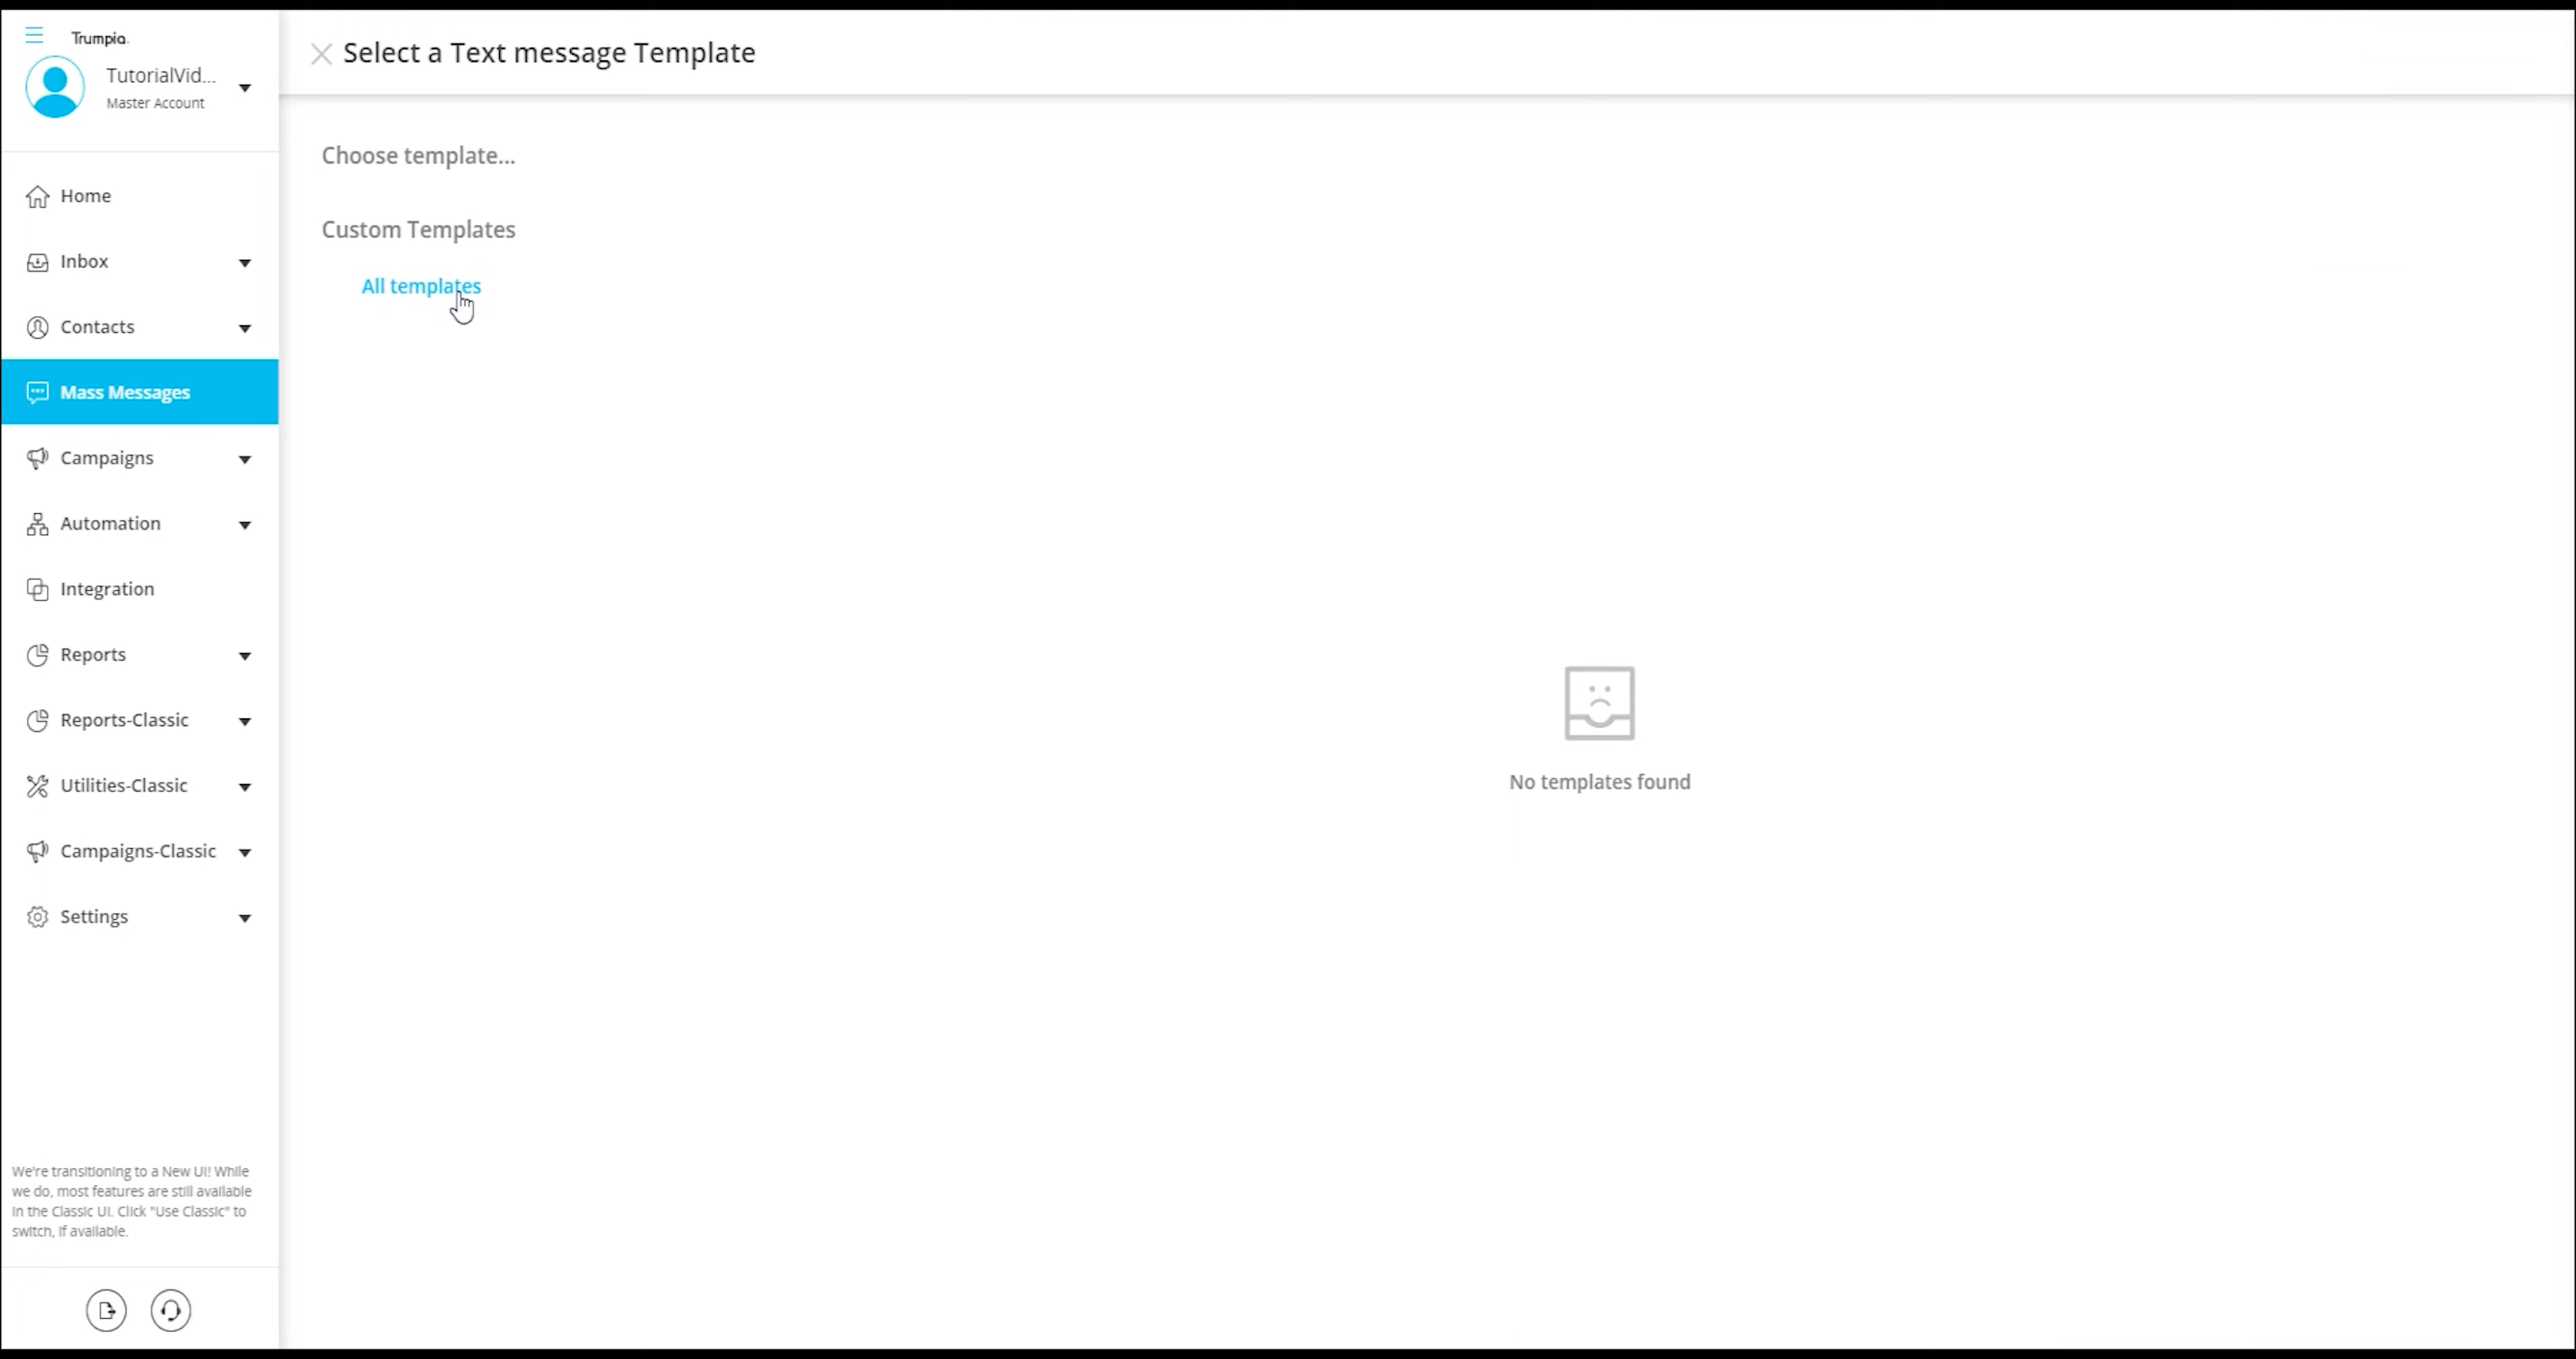 Trumpia
TutorialVid...
Master Account
Home
Inbox
Contacts
Mass Messages
Campaigns
Automation
Integration
Reports
Reports-Classic
Utilities-Classic
Campaigns-Classic
Settings
We're transitioning to a New UI! While
we do, most features are still available
in the Classic UI. Click "Use Classic" to
switch, if available.
Select a Text message Template
Choose template...
Custom Templates
All templates
No templates found